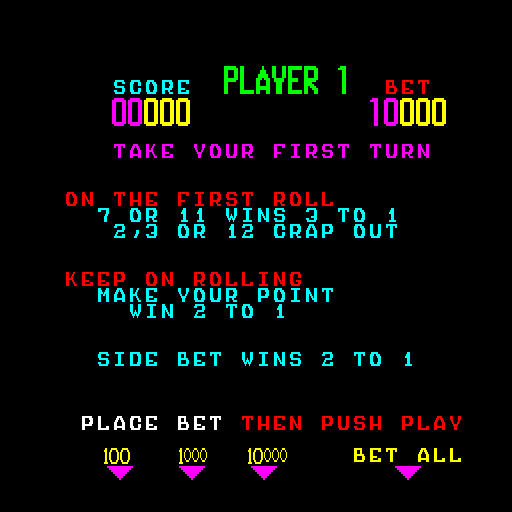 PLAYER 1
SCORE BET
00000 10000
TAKE YOUR FIRST TURN
ON THE FIRST ROLL
7 OR 11 WINS 3 TO 1
2,3 OR 12 CRAP OUT
KEEP ON ROLLING
MAKE YOUR POINT
WIN 2 TO 1
SIDE BET WINS 2 TO 1
PLACE BET THEN PUSH PLAY
100 1000 10000 BET ALL